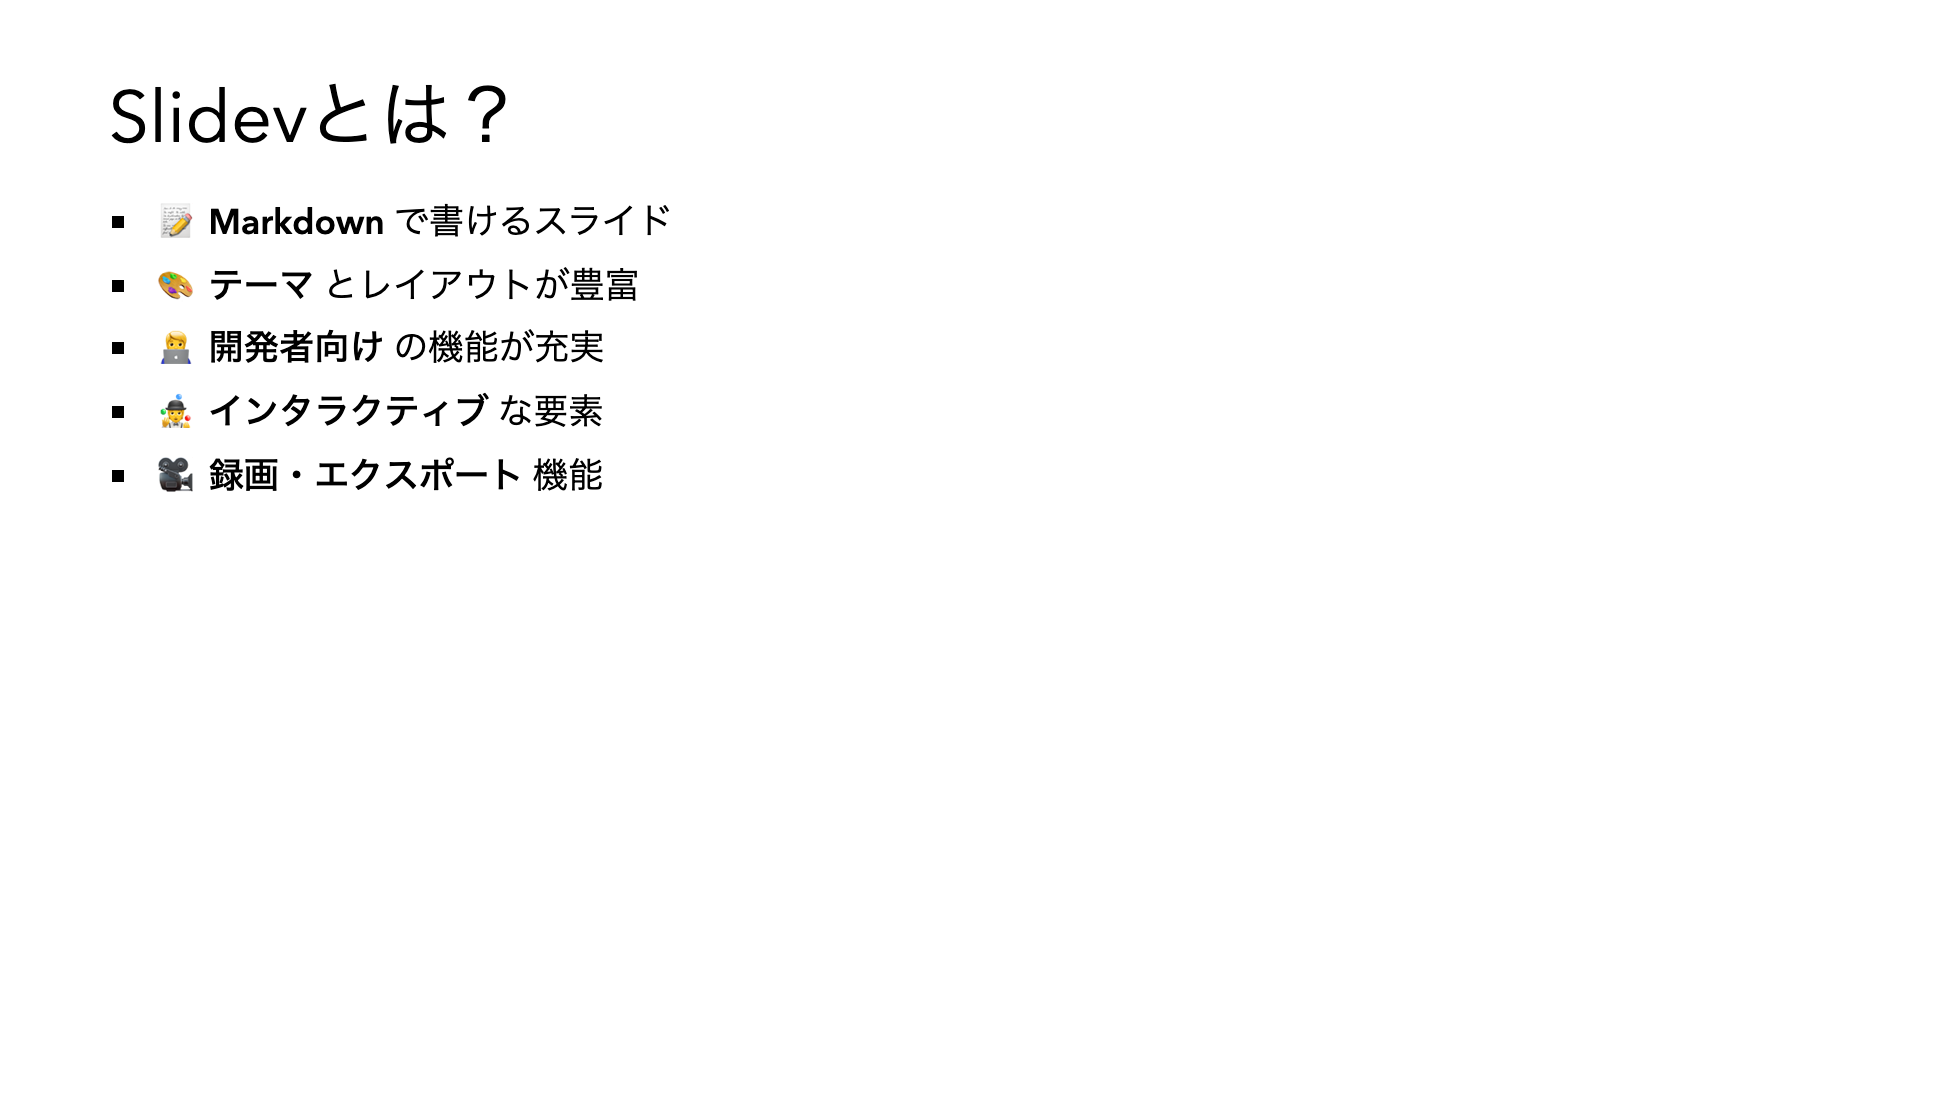 Slidevとは？
📝 Markdown で書けるスライド
🎨 テーマ とレイアウトが豊富
🧑‍💻 開発者向け の機能が充実
🤹 インタラクティブ な要素
🎥 録画・エクスポート 機能